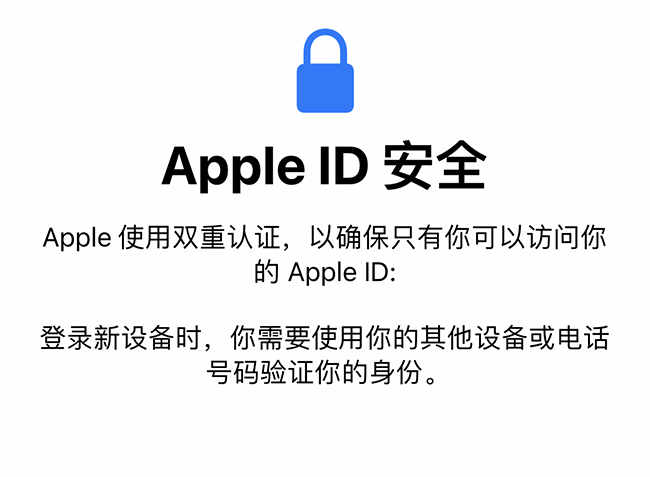 Apple ID 安全
Apple 使用双重认证，以确保只有你可以访问你
的 Apple ID:
登录新设备时，你需要使用你的其他设备或电话
号码验证你的身份。